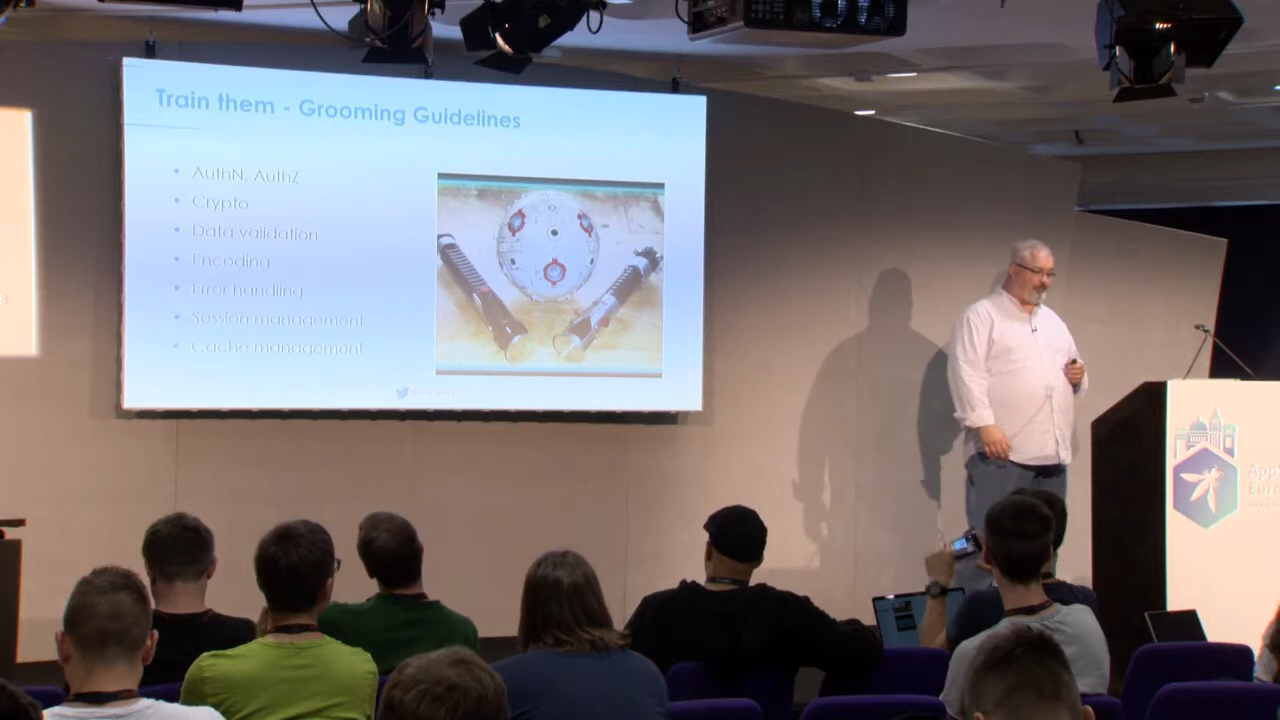 Train them - Grooming Guidelines
• AuthN, AuthZ
• Crypto
• Data validation
• Encoding
• Error handling
• Session management
• Cache management